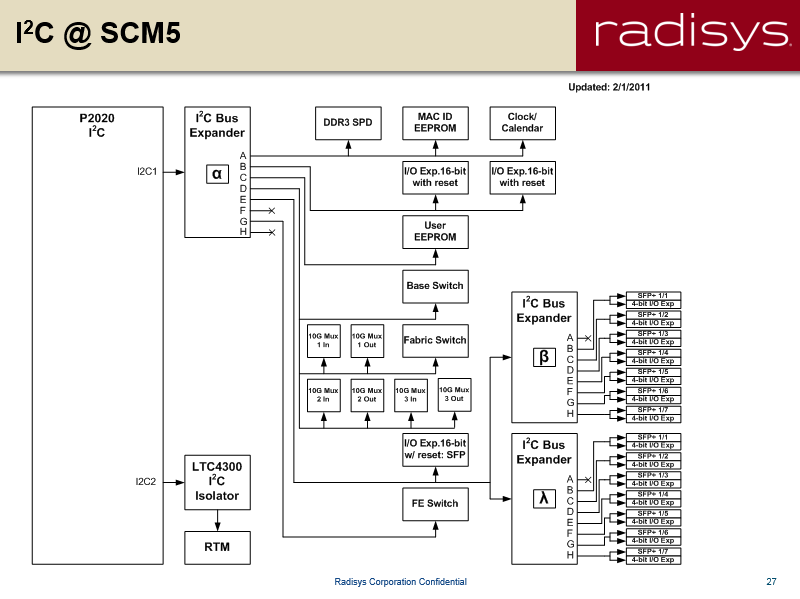 I²C @ SCM5
radisys.
Updated: 2/1/2011
P2020
I²C
I2C1
I2C2
I²C Bus
Expander
α
A
B
C
D
E
F
G
H
DDR3 SPD
MAC ID
EEPROM
Clock/
Calendar
I/O Exp.16-bit
with reset
I/O Exp.16-bit
with reset
User
EEPROM
Base Switch
10G Mux
1 In
10G Mux
1 Out
Fabric Switch
10G Mux
2 In
10G Mux
2 Out
10G Mux
3 In
10G Mux
3 Out
I/O Exp.16-bit
w/ reset: SFP
FE Switch
LTC4300
I²C
Isolator
RTM
I²C Bus
Expander
β
A
B
C
D
E
F
G
H
SFP+ 1/1
4-bit I/O Exp
SFP+ 1/2
4-bit I/O Exp
SFP+ 1/3
4-bit I/O Exp
SFP+ 1/4
4-bit I/O Exp
SFP+ 1/5
4-bit I/O Exp
SFP+ 1/6
4-bit I/O Exp
SFP+ 1/7
4-bit I/O Exp
I²C Bus
Expander
λ
A
B
C
D
E
F
G
H
SFP+ 1/1
4-bit I/O Exp
SFP+ 1/2
4-bit I/O Exp
SFP+ 1/3
4-bit I/O Exp
SFP+ 1/4
4-bit I/O Exp
SFP+ 1/5
4-bit I/O Exp
SFP+ 1/6
4-bit I/O Exp
SFP+ 1/7
4-bit I/O Exp
Radisys Corporation Confidential
27